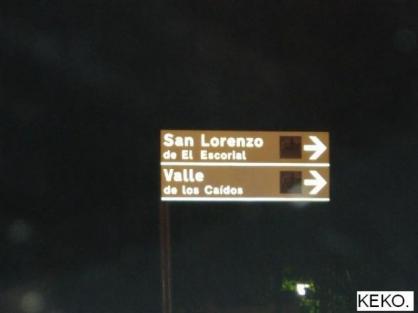 San Lorenzo
de El Escorial
Valle
de los Caídos
KEKO.